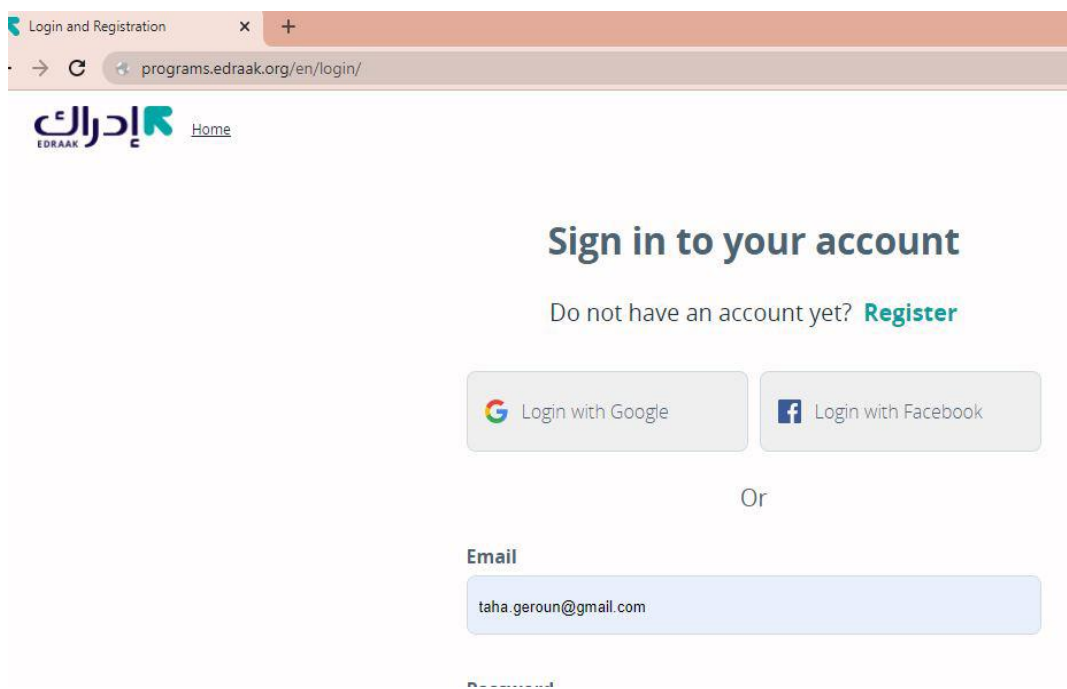 Login and Registration
programs.edraak.org/en/login/
إدراك
EDRAAK
Home
Sign in to your account
Do not have an account yet? Register
Login with Google
Login with Facebook
Or
Email
taha.geroun@gmail.com
Password